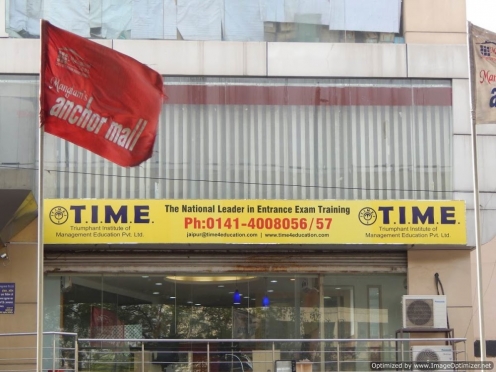 Manglam's
anchor mall
T.I.M.E.
Triumphant Institute of
Management Education Pvt. Ltd.
The National Leader in Entrance Exam Training
Ph:0141-4008056/57
jaipur@time4education.com | www.time4education.com
T.I.M.E.
Triumphant Institute of
Management Education Pvt. Ltd.
Optimized by www.ImageOptimizer.net